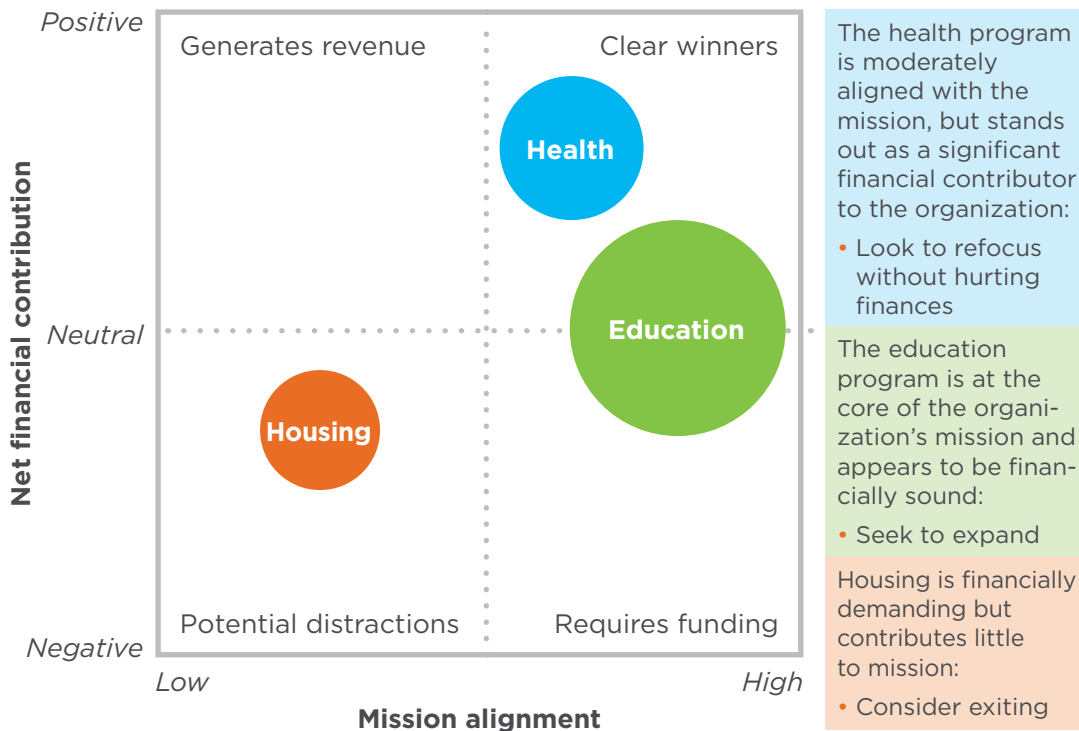 Positive
Generates revenue
Clear winners
Health
Net financial contribution
Neutral
Education
Housing
Potential distractions
Requires funding
Negative
Low
High
Mission alignment
The health program
is moderately
aligned with the
mission, but stands
out as a significant
financial contributor
to the organization:
• Look to refocus
without hurting
finances
The education
program is at the
core of the organi-
zation's mission and
appears to be finan-
cially sound:
• Seek to expand
Housing is financially
demanding but
contributes little
to mission:
• Consider exiting